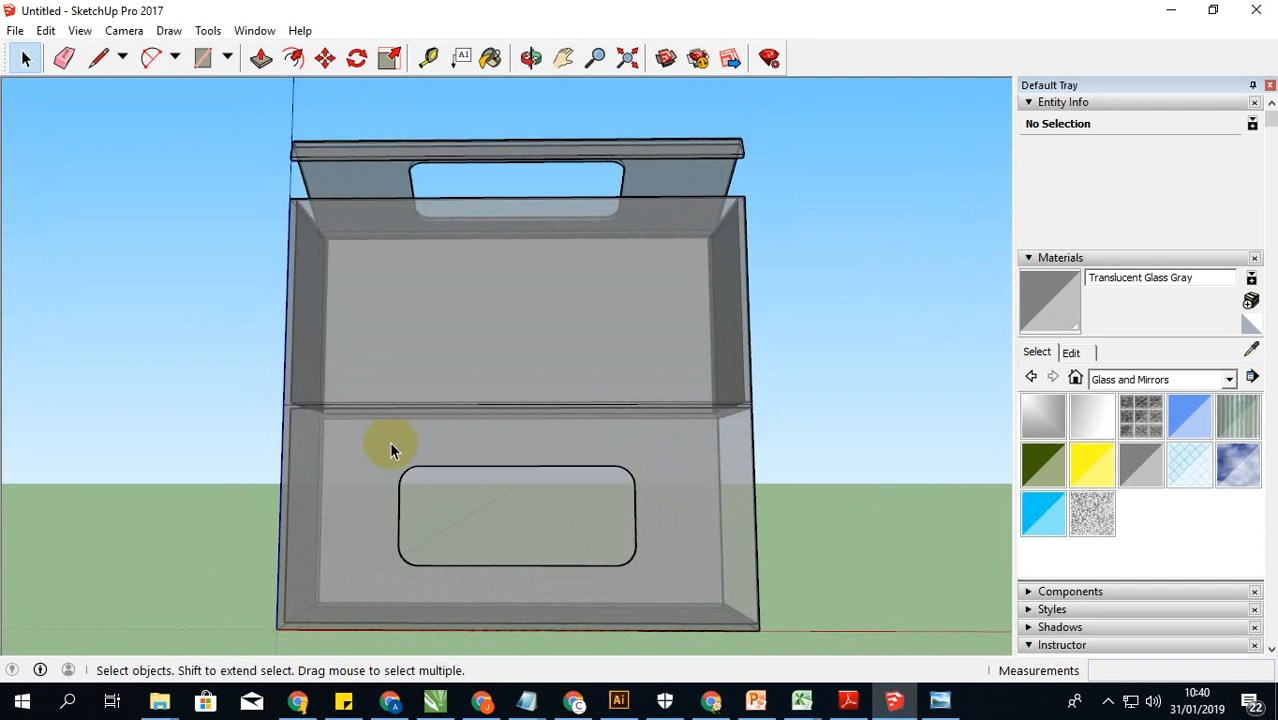 Untitled - SketchUp Pro 2017
File Edit View Camera Draw Tools Window Help
A1
Default Tray
Entity Info
No Selection
Materials
Translucent Glass Gray
Select Edit
Glass and Mirrors
Components
Styles
Shadows
Instructor
Select objects. Shift to extend select. Drag mouse to select multiple.
Measurements
10:40
31/01/2019
22